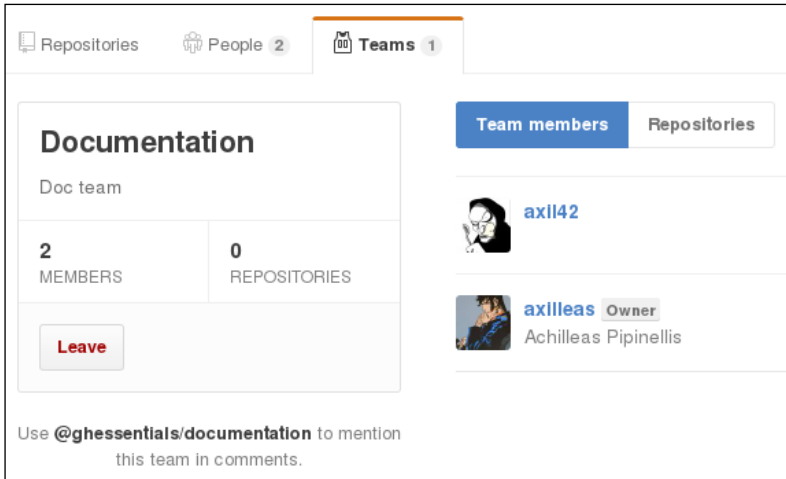 Repositories People 2 Teams 1
Documentation
Doc team
2 0
MEMBERS REPOSITORIES
Leave
Use @ghessentials/documentation to mention
this team in comments.
Team members Repositories
axil42
axilleas Owner
Achilleas Pipinellis